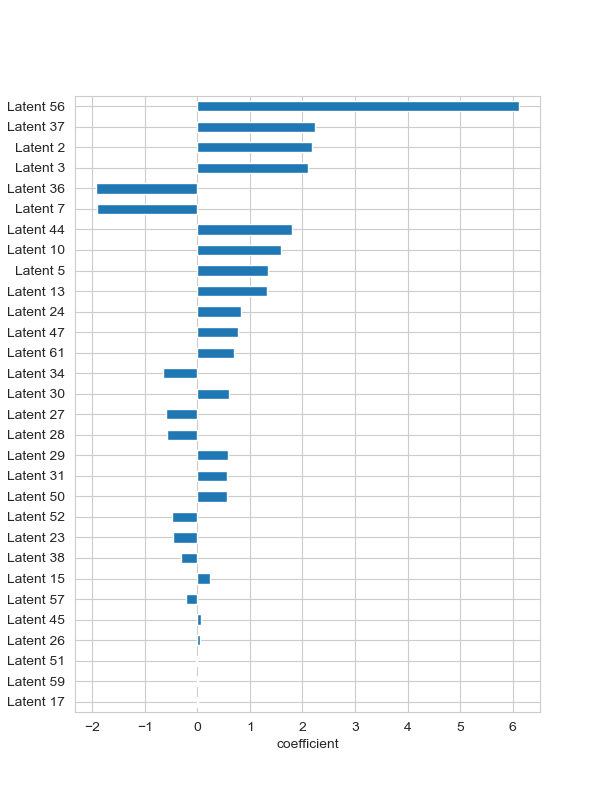 Latent 56
Latent 37
Latent 2
Latent 3
Latent 36
Latent 7
Latent 44
Latent 10
Latent 5
Latent 13
Latent 24
Latent 47
Latent 61
Latent 34
Latent 30
Latent 27
Latent 28
Latent 29
Latent 31
Latent 50
Latent 52
Latent 23
Latent 38
Latent 15
Latent 57
Latent 45
Latent 26
Latent 51
Latent 59
Latent 17
−2 −1 0 1 2 3 4 5 6
coefficient